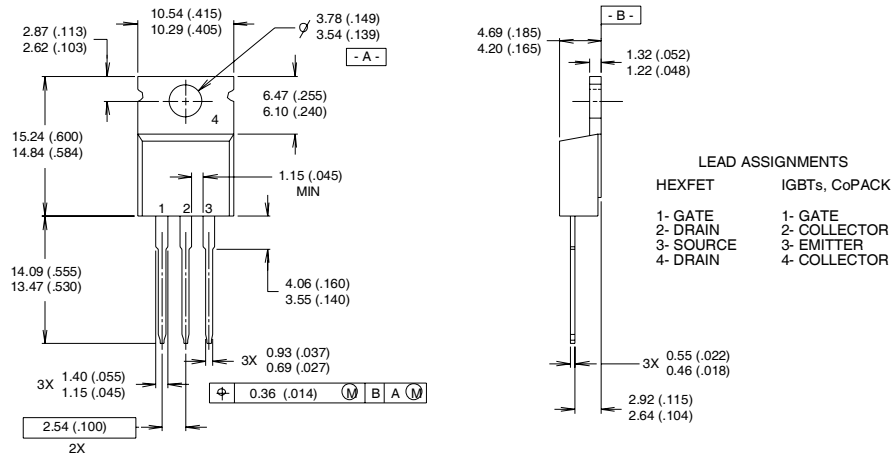 10.54 (.415)
10.29 (.405)
2.87 (.113)
2.62 (.103)
ø 3.78 (.149)
3.54 (.139)
- A -
4
6.47 (.255)
6.10 (.240)
15.24 (.600)
14.84 (.584)
1.15 (.045)
MIN
1 2 3
14.09 (.555)
13.47 (.530)
4.06 (.160)
3.55 (.140)
3X 0.93 (.037)
0.69 (.027)
3X 1.40 (.055)
1.15 (.045)
⌖ 0.36 (.014) Ⓜ B A Ⓜ
2.54 (.100)
2X
- B -
4.69 (.185)
4.20 (.165)
1.32 (.052)
1.22 (.048)
LEAD ASSIGNMENTS
HEXFET
1- GATE
2- DRAIN
3- SOURCE
4- DRAIN
IGBTs, CoPACK
1- GATE
2- COLLECTOR
3- EMITTER
4- COLLECTOR
3X 0.55 (.022)
0.46 (.018)
2.92 (.115)
2.64 (.104)